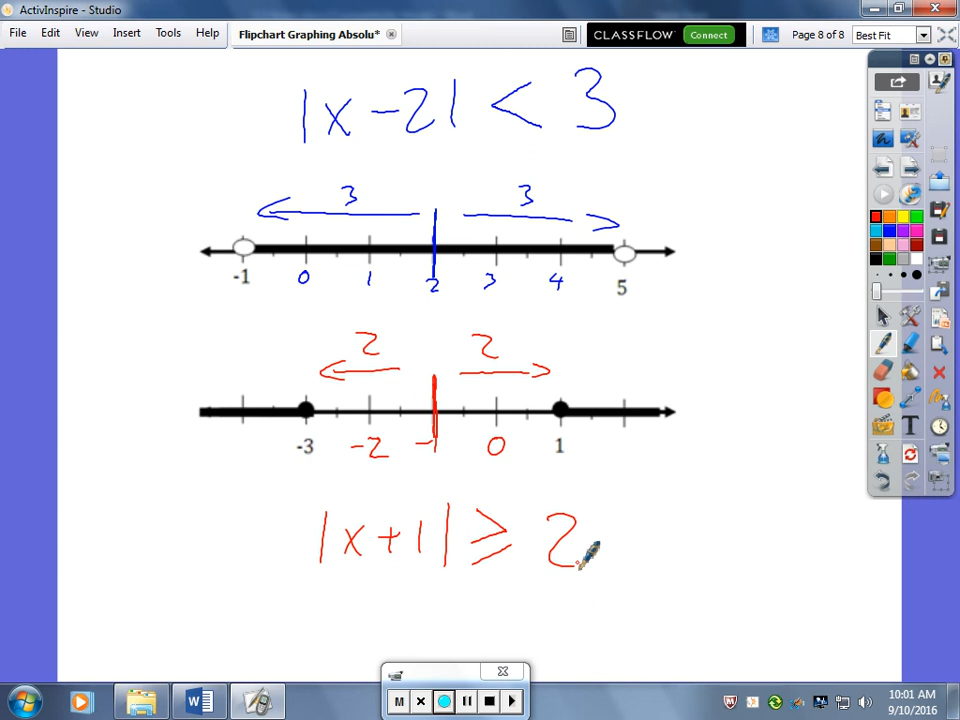 ActivInspire - Studio
File Edit View Insert Tools Help Flipchart Graphing Absolu* CLASSFLOW Connect Page 8 of 8 Best Fit
|x - 2| < 3
3 3
-1 0 1 2 3 4 5
2 2
-3 -2 -1 0 1
|x + 1| ≥ 2
M
10:01 AM
9/10/2016